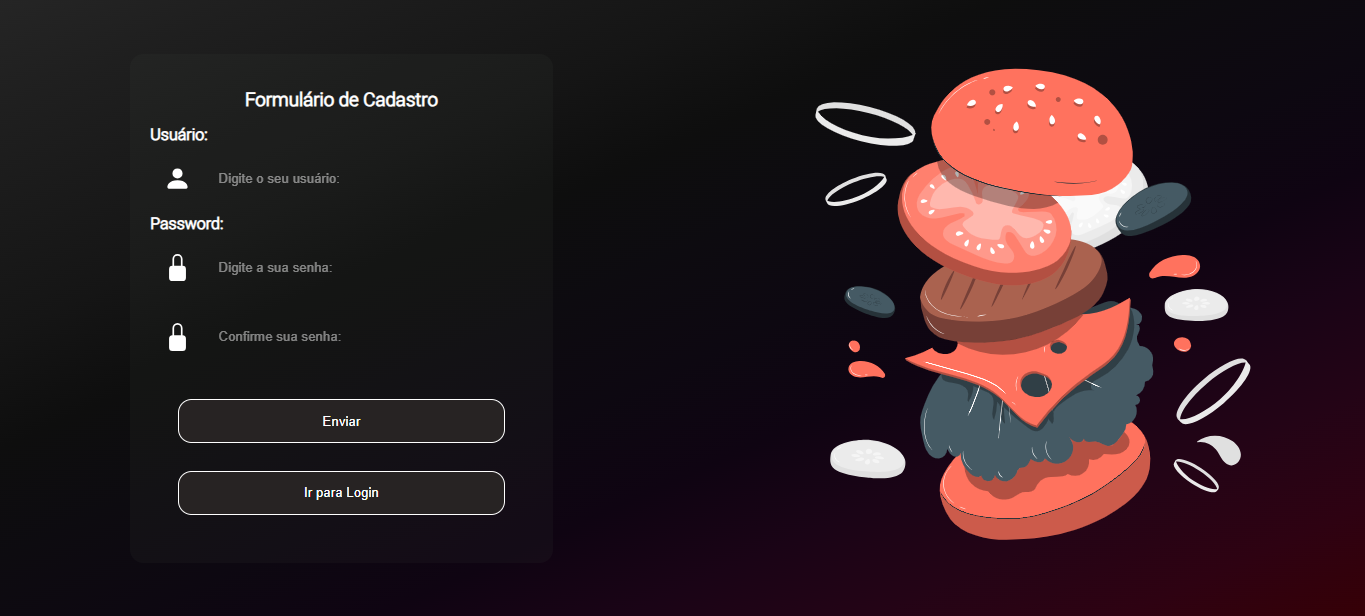 Formulário de Cadastro
Usuário:
Digite o seu usuário:
Password:
Digite a sua senha:
Confirme sua senha:
Enviar
Ir para Login